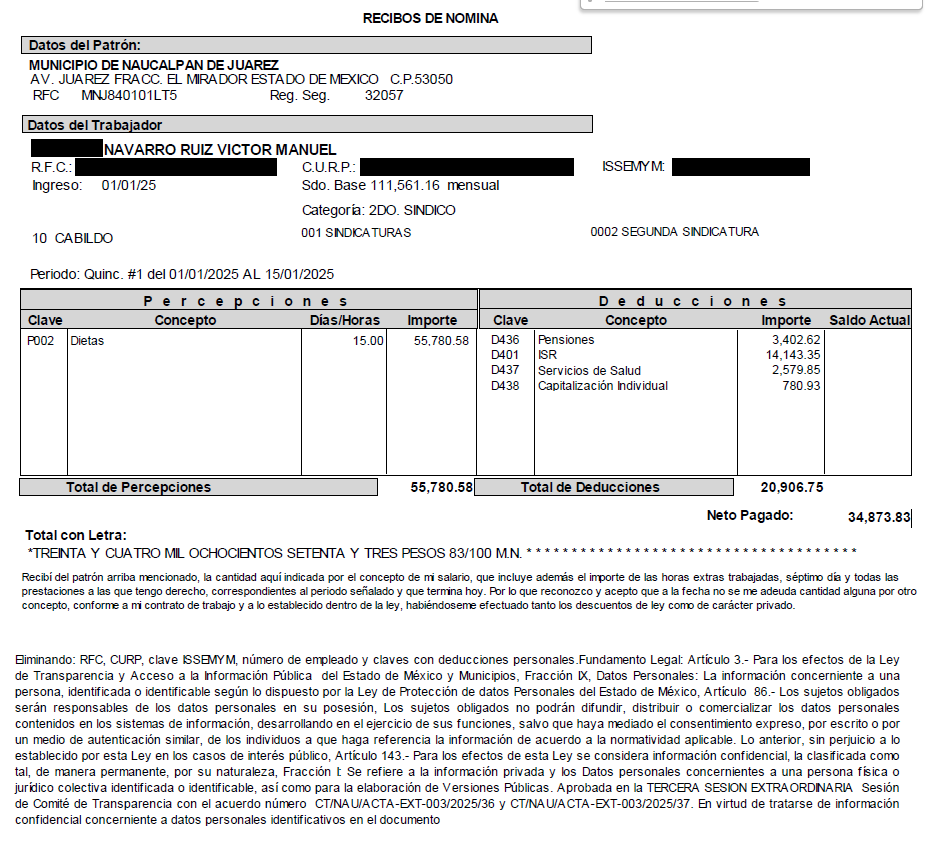 RECIBOS DE NOMINA
Datos del Patrón:
MUNICIPIO DE NAUCALPAN DE JUAREZ
AV. JUAREZ FRACC. EL MIRADOR ESTADO DE MEXICO C.P.53050
RFC MNJ840101LT5 Reg. Seg. 32057
Datos del Trabajador
NAVARRO RUIZ VICTOR MANUEL
R.F.C.: C.U.R.P.: ISSEMYM:
Ingreso: 01/01/25 Sdo. Base 111,561.16 mensual
Categoría: 2DO. SINDICO
10 CABILDO 001 SINDICATURAS 0002 SEGUNDA SINDICATURA
Periodo: Quinc. #1 del 01/01/2025 AL 15/01/2025
Percepciones Deducciones
Clave Concepto Días/Horas Importe Clave Concepto Importe Saldo Actual
P002 Dietas 15.00 55,780.58 D436 Pensiones 3,402.62
D401 ISR 14,143.35
D437 Servicios de Salud 2,579.85
D438 Capitalización Individual 780.93
Total de Percepciones 55,780.58 Total de Deducciones 20,906.75
Neto Pagado: 34,873.83
Total con Letra:
*TREINTA Y CUATRO MIL OCHOCIENTOS SETENTA Y TRES PESOS 83/100 M.N. * * * * * * * * * * * * * * * * * * * * * * * * * * * * * * * * * * * * *
Recibí del patrón arriba mencionado, la cantidad aquí indicada por el concepto de mi salario, que incluye además el importe de las horas extras trabajadas, séptimo día y todas las
prestaciones a las que tengo derecho, correspondientes al periodo señalado y que termina hoy. Por lo que reconozco y acepto que a la fecha no se me adeuda cantidad alguna por otro
concepto, conforme a mi contrato de trabajo y a lo establecido dentro de la ley, habiéndoseme efectuado tanto los descuentos de ley como de carácter privado.
Eliminando: RFC, CURP, clave ISSEMYM, número de empleado y claves con deducciones personales.Fundamento Legal: Artículo 3.- Para los efectos de la Ley
de Transparencia y Acceso a la Información Pública del Estado de México y Municipios, Fracción IX, Datos Personales: La información concerniente a una
persona, identificada o identificable según lo dispuesto por la Ley de Protección de datos Personales del Estado de México, Artículo 86.- Los sujetos obligados
serán responsables de los datos personales en su posesión, Los sujetos obligados no podrán difundir, distribuir o comercializar los datos personales
contenidos en los sistemas de información, desarrollando en el ejercicio de sus funciones, salvo que haya mediado el consentimiento expreso, por escrito o por
un medio de autenticación similar, de los individuos a que haga referencia la información de acuerdo a la normatividad aplicable. Lo anterior, sin perjuicio a lo
establecido por esta Ley en los casos de interés público, Artículo 143.- Para los efectos de esta Ley se considera información confidencial, la clasificada como
tal, de manera permanente, por su naturaleza, Fracción I: Se refiere a la información privada y los Datos personales concernientes a una persona física o
jurídico colectiva identificada o identificable, así como para la elaboración de Versiones Públicas. Aprobada en la TERCERA SESION EXTRAORDINARIA Sesión
de Comité de Transparencia con el acuerdo número CT/NAU/ACTA-EXT-003/2025/36 y CT/NAU/ACTA-EXT-003/2025/37. En virtud de tratarse de información
confidencial concerniente a datos personales identificativos en el documento